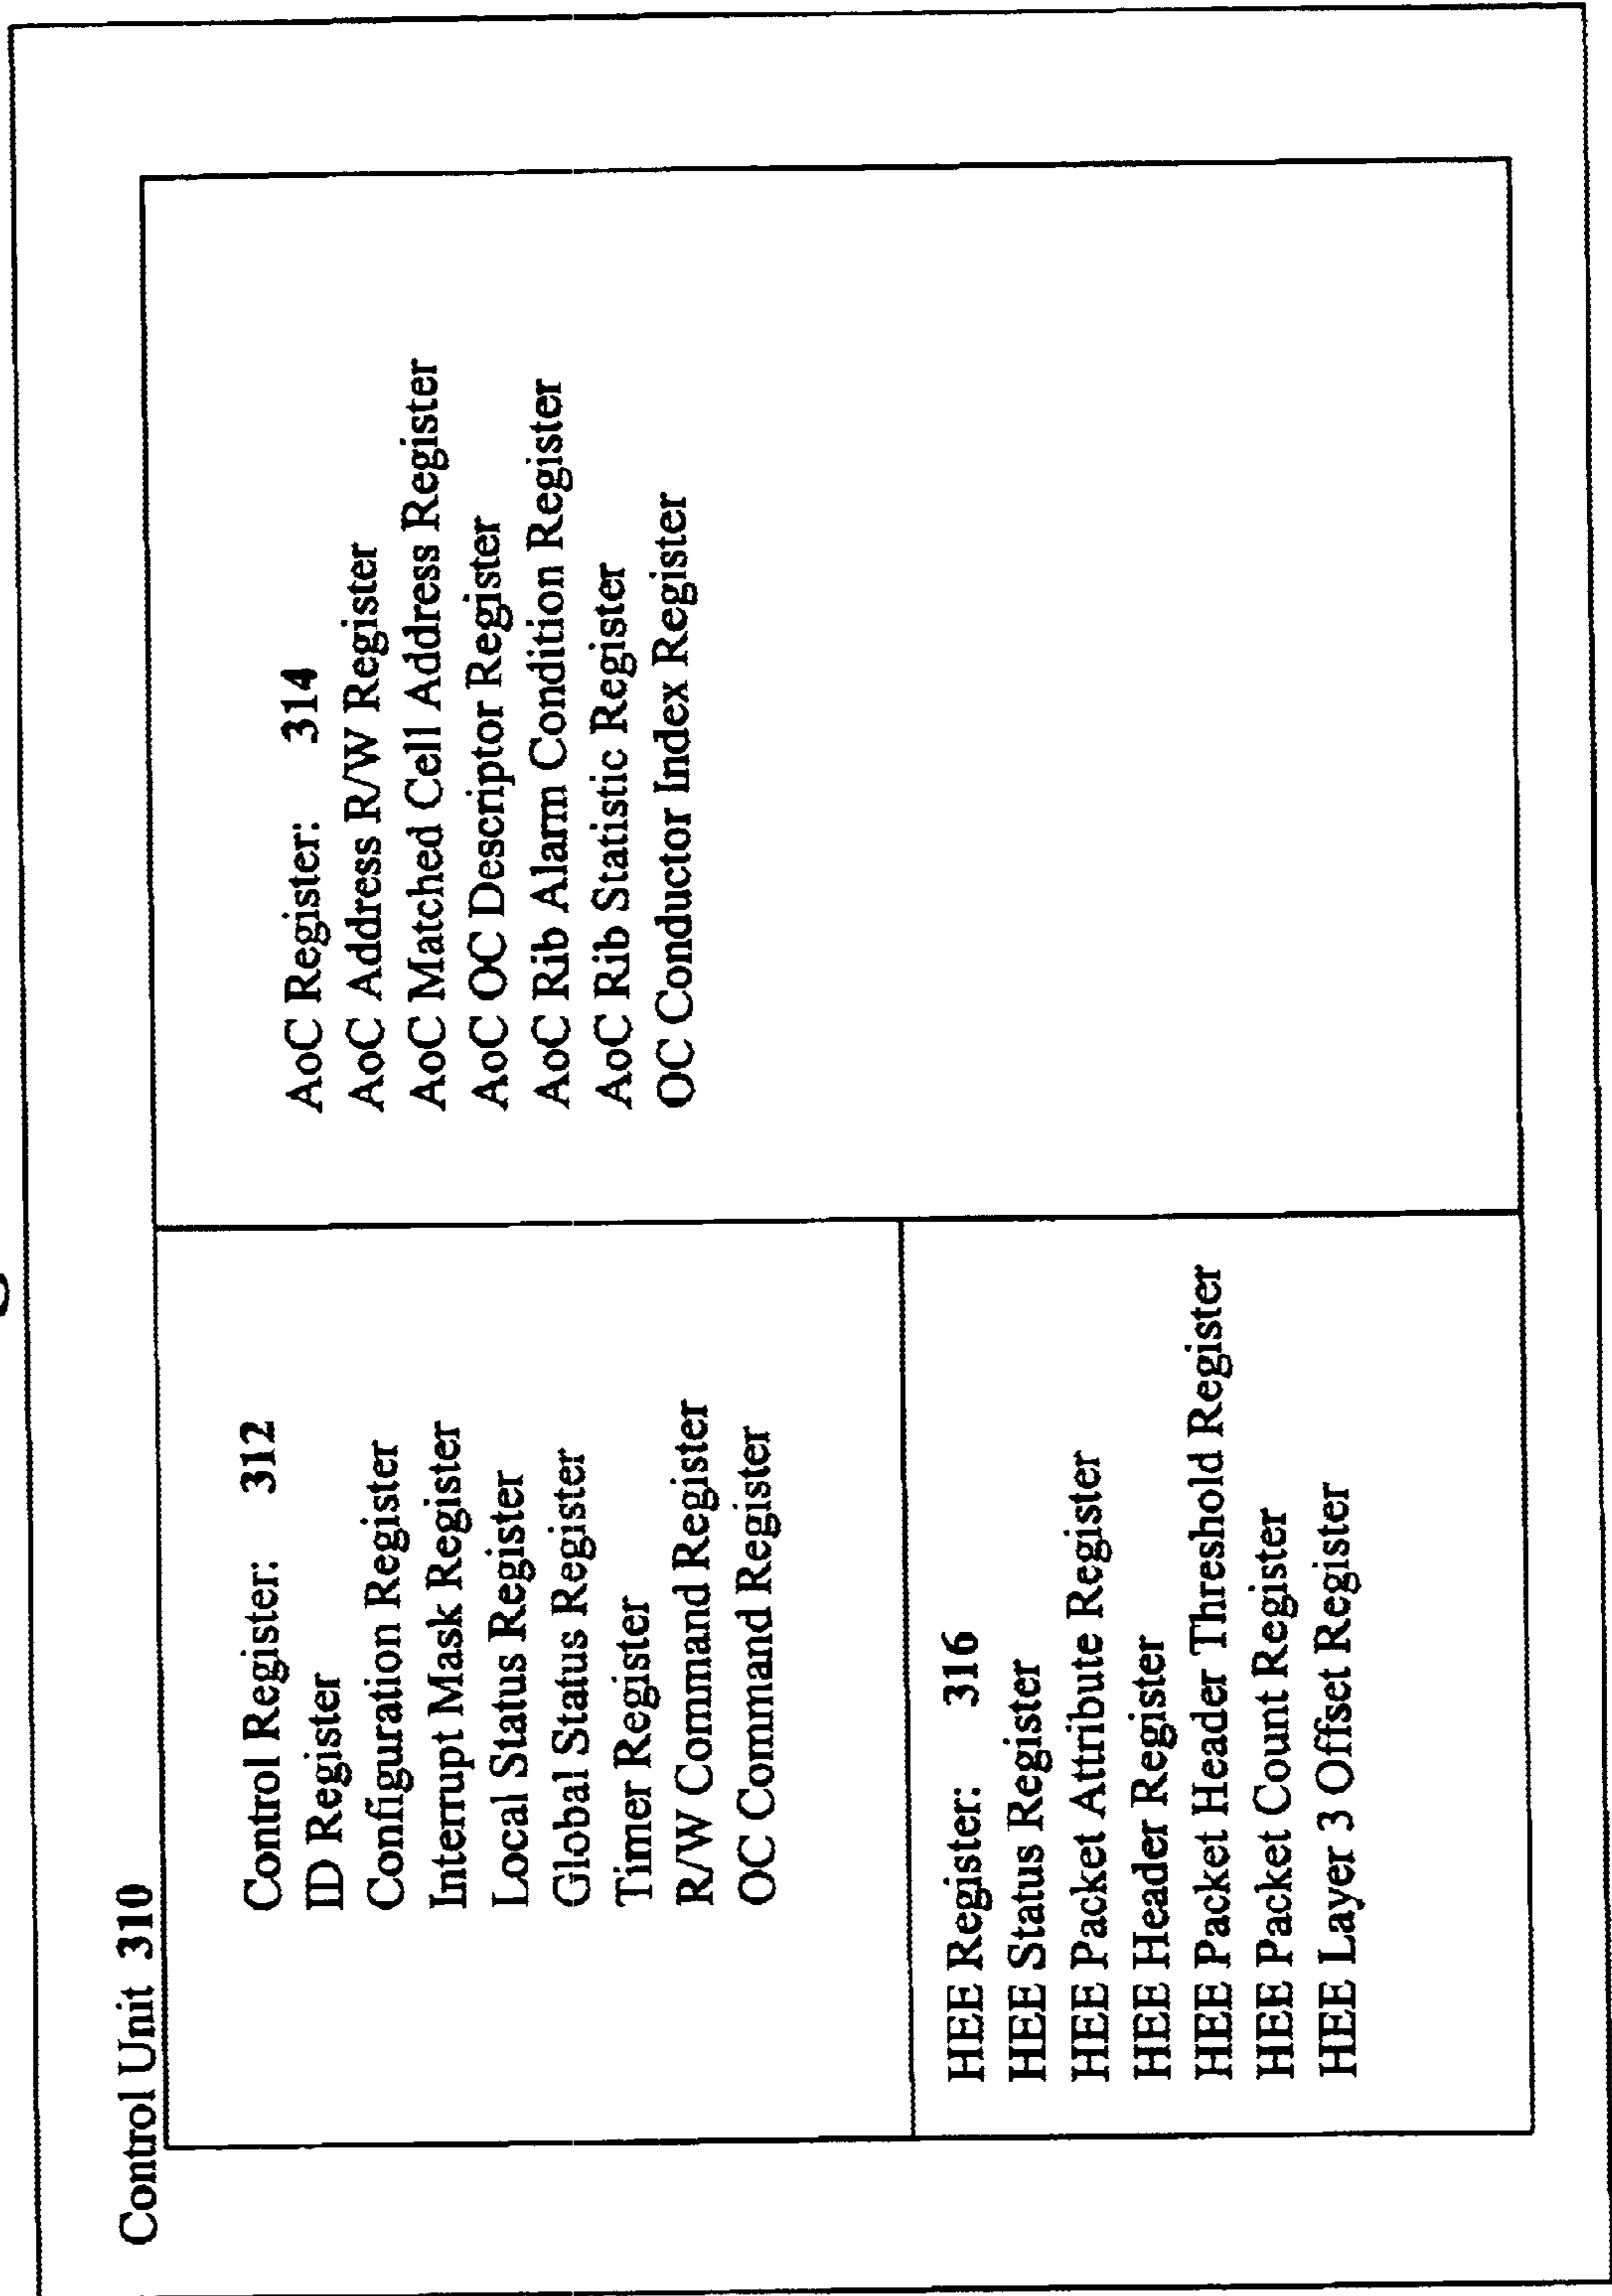 Control Unit 310
Control Register: 312
ID Register
Configuration Register
Interrupt Mask Register
Local Status Register
Global Status Register
Timer Register
R/W Command Register
OC Command Register
AoC Register: 314
AoC Address R/W Register
AoC Matched Cell Address Register
AoC OC Descriptor Register
AoC Rib Alarm Condition Register
AoC Rib Statistic Register
OC Conductor Index Register
HEE Register: 316
HEE Status Register
HEE Packet Attribute Register
HEE Header Register
HEE Packet Header Threshold Register
HEE Packet Count Register
HEE Layer 3 Offset Register